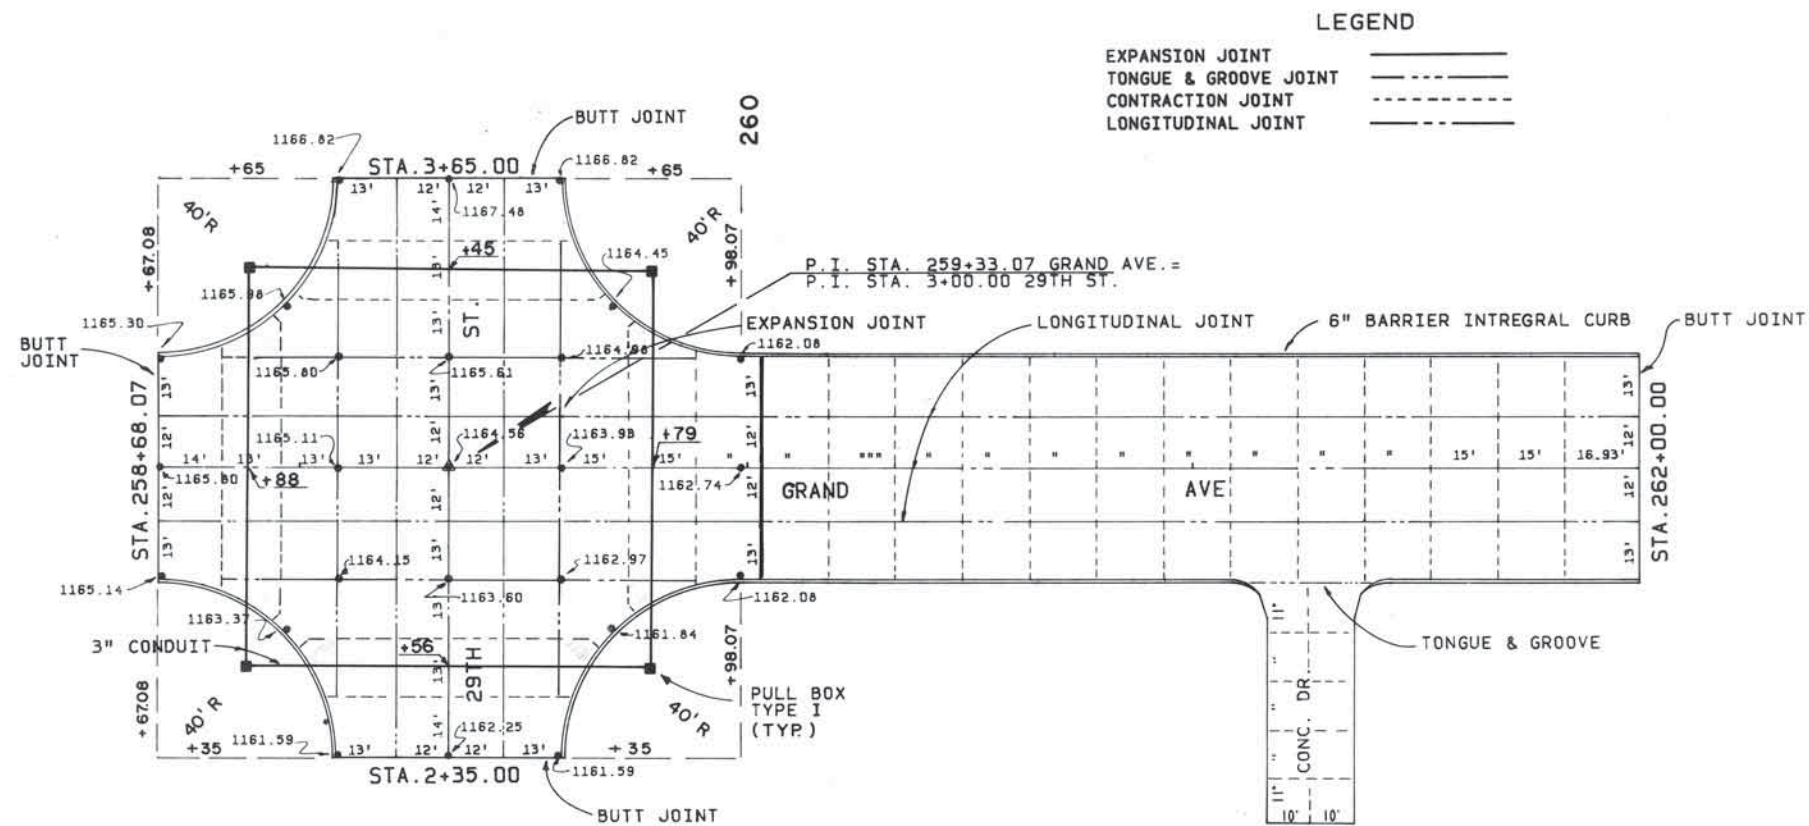 LEGEND
EXPANSION JOINT
TONGUE & GROOVE JOINT
CONTRACTION JOINT
LONGITUDINAL JOINT
260
BUTT JOINT
1166.82
STA. 3+65.00
1166.82
+65
+65
13' 12' 12' 13'
14'
1167.48
40'R
40'R
+67.08
+98.07
+45
13'
1164.45
P.I. STA. 259+33.07 GRAND AVE.=
P.I. STA. 3+00.00 29TH ST.
1165.98
ST.
13'
1165.30
EXPANSION JOINT
LONGITUDINAL JOINT
6" BARRIER INTREGRAL CURB
BUTT JOINT
BUTT
JOINT
1164.98
1162.08
1165.80
1165.61
13'
13'
13'
13'
STA. 258+68.07
STA. 262+00.00
12'
12'
12'
12'
1165.11
1164.56
1163.93
+79
14' 13' 13' 13' 12' 12' 13' 15' 15' " " """ " " " " " " " " 15' 15' 16.93'
1165.80
+88
1162.74
12'
12'
12'
12'
GRAND
AVE
13'
13'
13'
13'
1164.15
1162.97
1165.14
1163.60
1162.08
13'
11"
1163.37
1161.84
3" CONDUIT
+56
TONGUE & GROOVE
13'
29TH
+98.07
+67.08
"
PULL BOX
TYPE I
(TYP.)
CONC. DR.
40'R
40'R
14'
1162.25
+35
1161.59
13' 12' 12' 13'
+35
"
STA. 2+35.00
1161.59
11"
BUTT JOINT
10' 10'